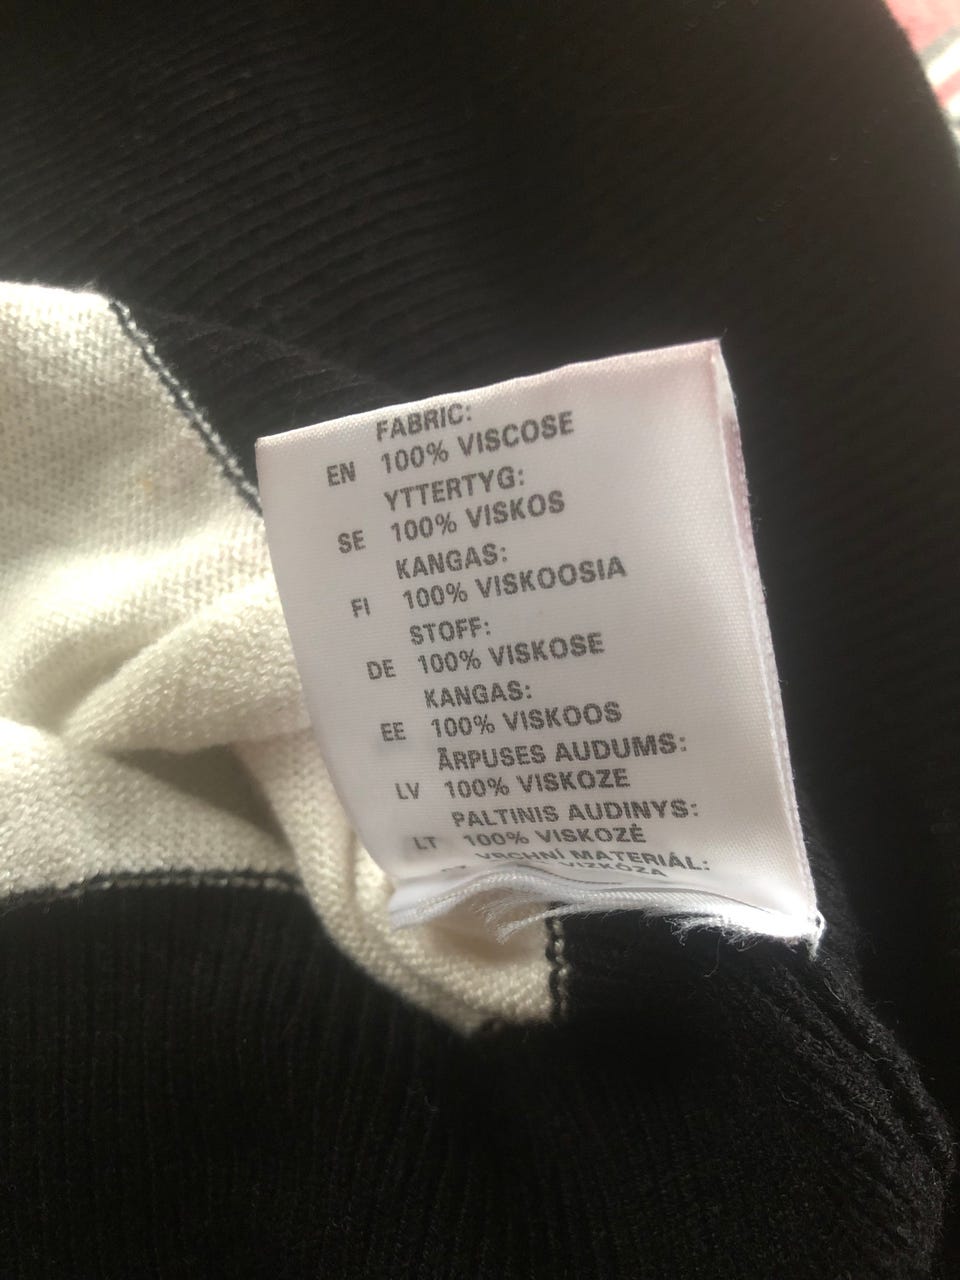 FABRIC:
EN 100% VISCOSE
YTTERTYG:
SE 100% VISKOS
KANGAS:
FI 100% VISKOOSIA
STOFF:
DE 100% VISKOSE
KANGAS:
EE 100% VISKOOS
ĀRPUSES AUDUMS:
LV 100% VISKOZE
PALTINIS AUDINYS:
LT 100% VISKOZĖ
VRCHNÍ MATERIÁL:
VIZKÓZA